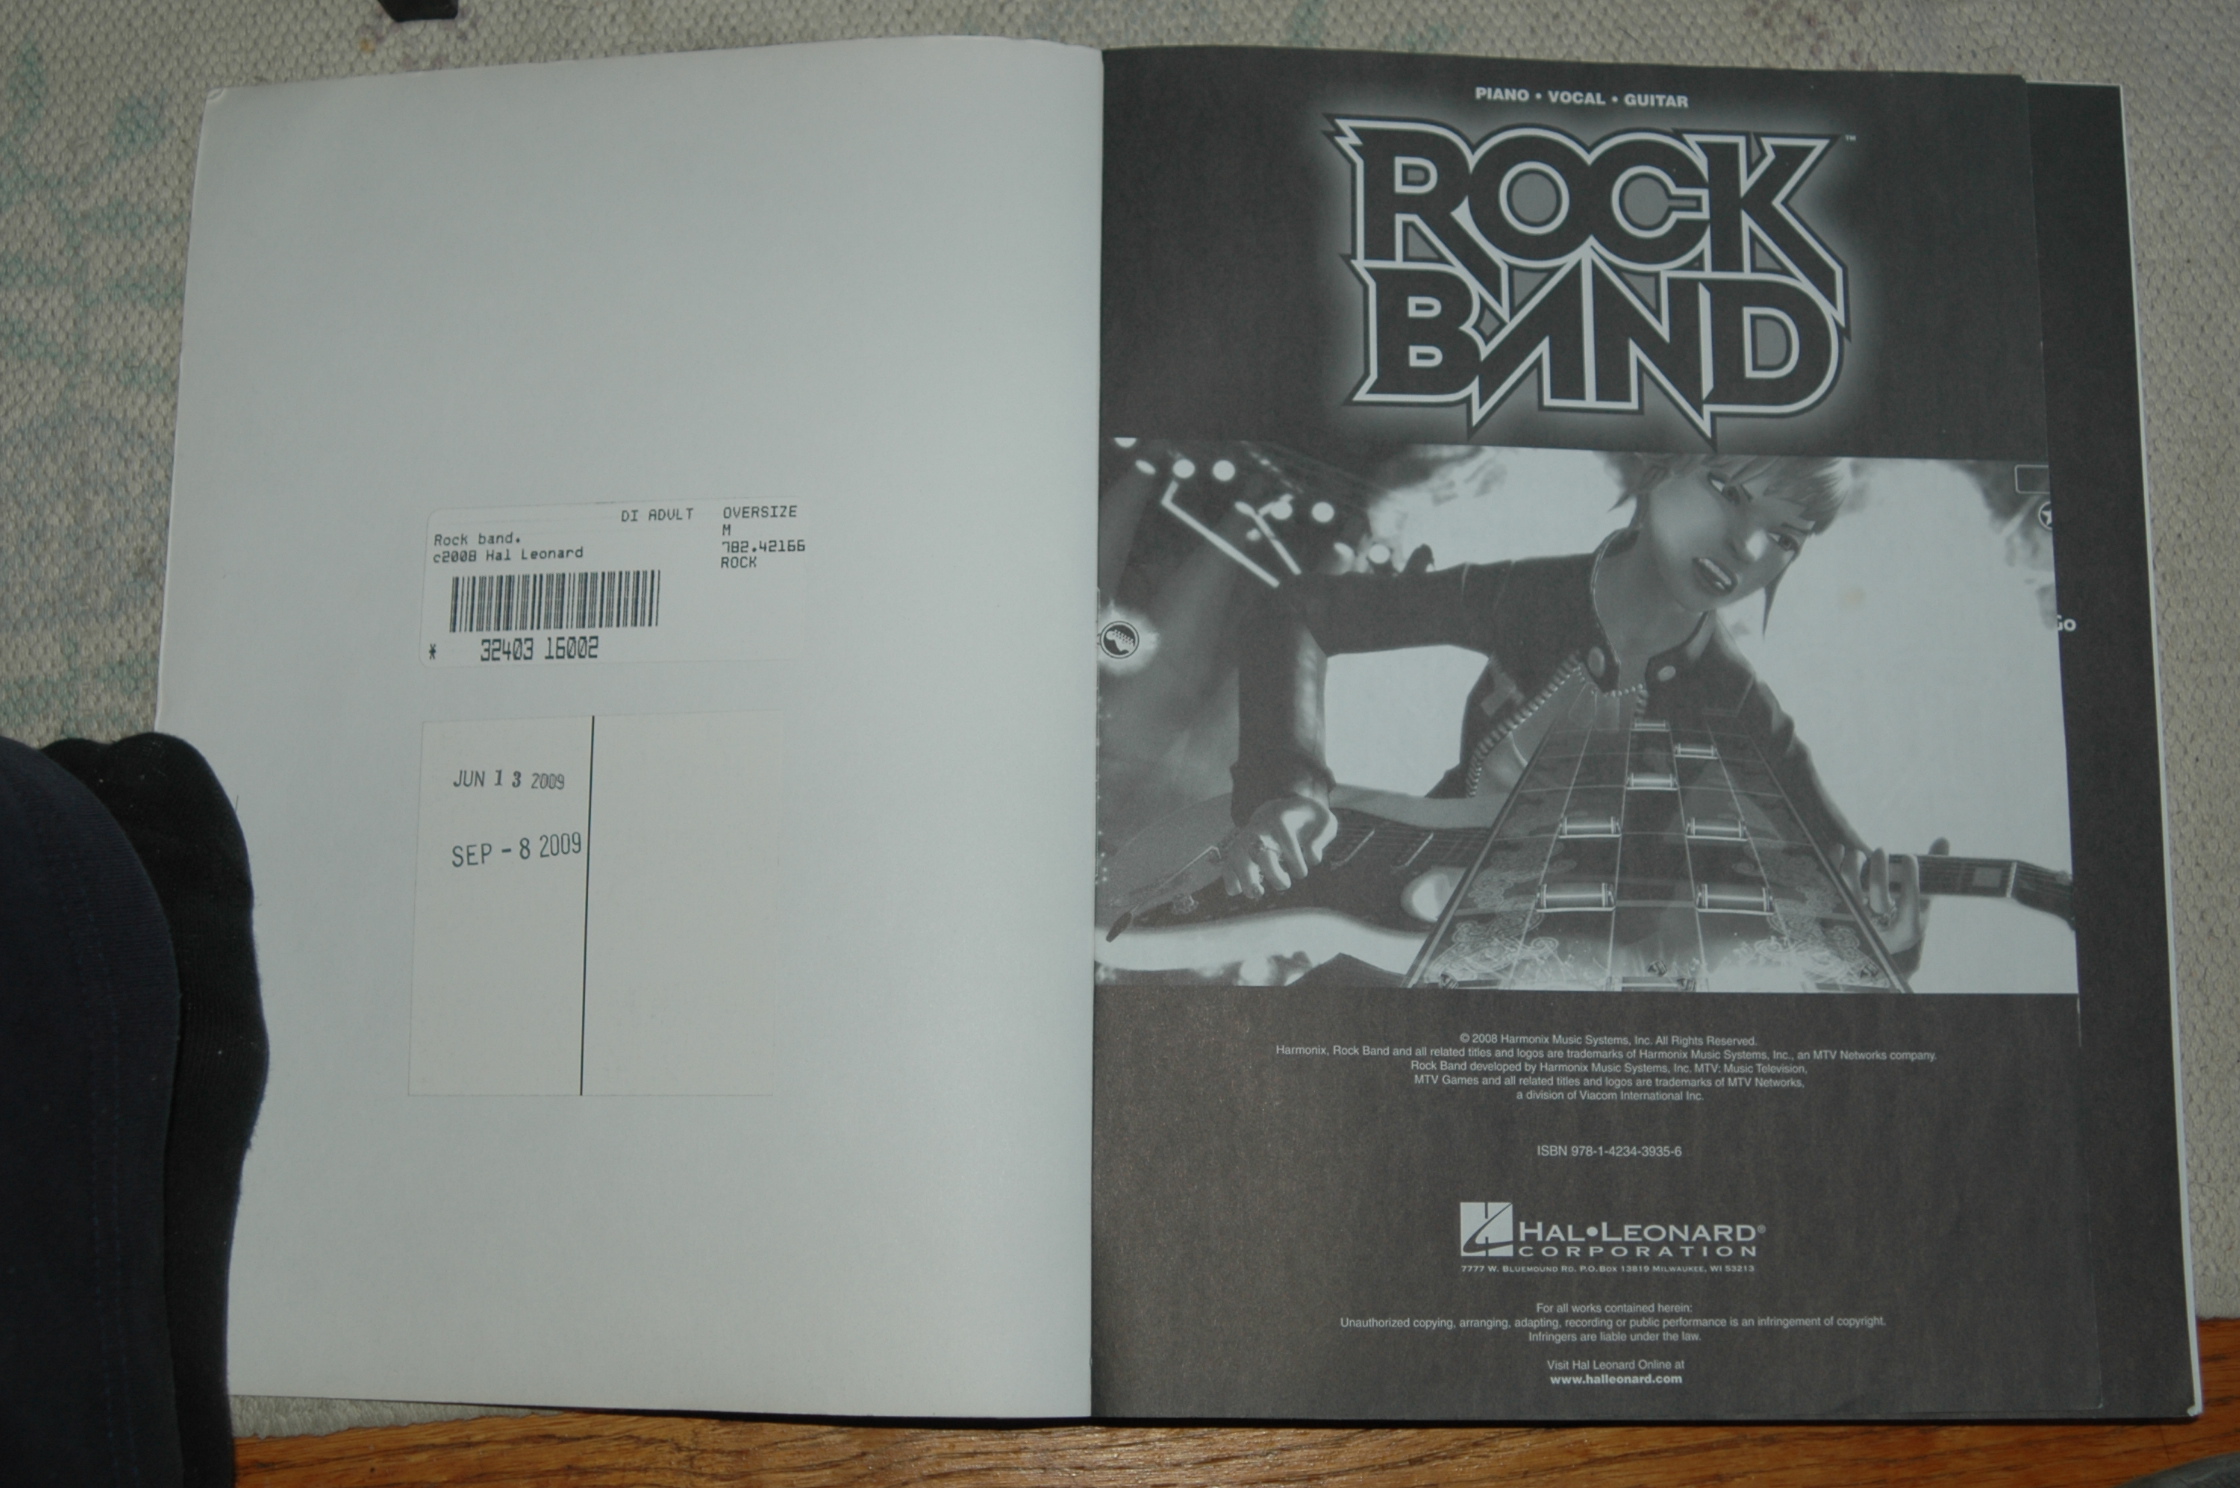 DI ADULT OVERSIZE
M
782.42166
ROCK
Rock band.
c2008 Hal Leonard
* 32403 16002
JUN 13 2009
SEP - 8 2009
PIANO • VOCAL • GUITAR
ROCK
BAND™
© 2008 Harmonix Music Systems, Inc. All Rights Reserved.
Harmonix, Rock Band and all related titles and logos are trademarks of Harmonix Music Systems, Inc., an MTV Networks company.
Rock Band developed by Harmonix Music Systems, Inc. MTV: Music Television,
MTV Games and all related titles and logos are trademarks of MTV Networks,
a division of Viacom International Inc.
ISBN 978-1-4234-3935-6
HAL•LEONARD®
CORPORATION
7777 W. BLUEMOUND RD. P.O. BOX 13819 MILWAUKEE, WI 53213
For all works contained herein:
Unauthorized copying, arranging, adapting, recording or public performance is an infringement of copyright.
Infringers are liable under the law.
Visit Hal Leonard Online at
www.halleonard.com